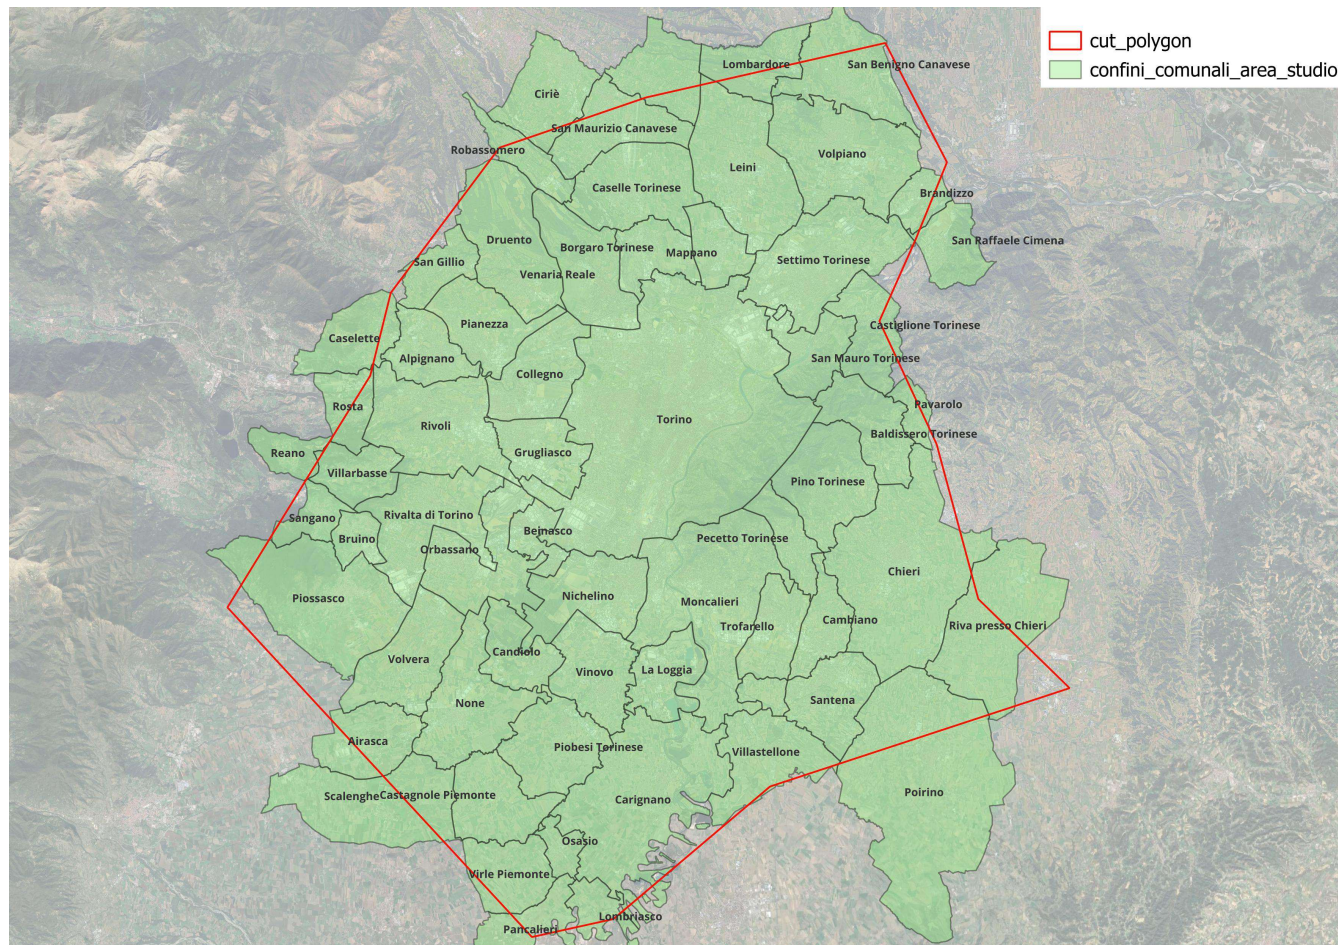 cut_polygon
confini_comunali_area_studio
Lombardore
San Benigno Canavese
Ciriè
San Maurizio Canavese
Robassomero
Volpiano
Leini
Caselle Torinese
Brandizzo
Druento
Borgaro Torinese
Mappano
San Raffaele Cimena
San Gillio
Venaria Reale
Settimo Torinese
Pianezza
Castiglione Torinese
Caselette
Alpignano
San Mauro Torinese
Collegno
Rosta
Pavarolo
Rivoli
Torino
Baldissero Torinese
Reano
Grugliasco
Villarbasse
Pino Torinese
Sangano
Rivalta di Torino
Bruino
Beinasco
Pecetto Torinese
Orbassano
Chieri
Piossasco
Nichelino
Moncalieri
Trofarello
Cambiano
Riva presso Chieri
Volvera
Candiolo
Vinovo
La Loggia
None
Santena
Airasca
Piobesi Torinese
Villastellone
Scalenghe
Castagnole Piemonte
Carignano
Poirino
Osasio
Virle Piemonte
Lombriasco
Pancalieri